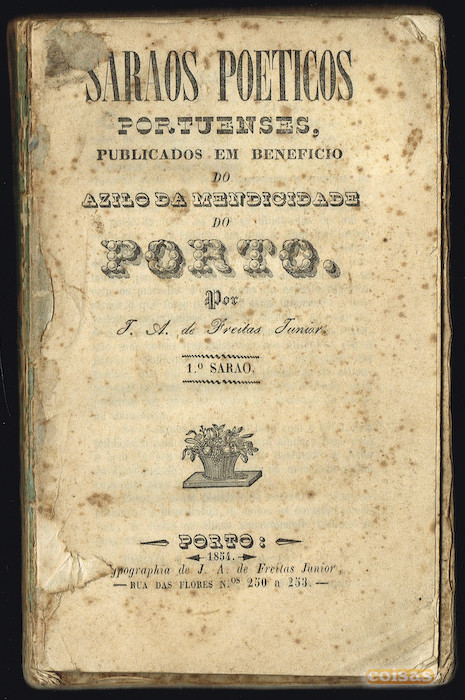 SARAOS POETICOS
PORTUENSES,
PUBLICADOS EM BENEFICIO
DO
AZILO DA MENDICIDADE
DO
PORTO.
Por
J. A. de Freitas Junior.
1.º SARAO.
PORTO:
1854.
ypographia de J. A. de Freitas Junior,
— RUA DAS FLORES N.ºS 250 a 253. —
coisas